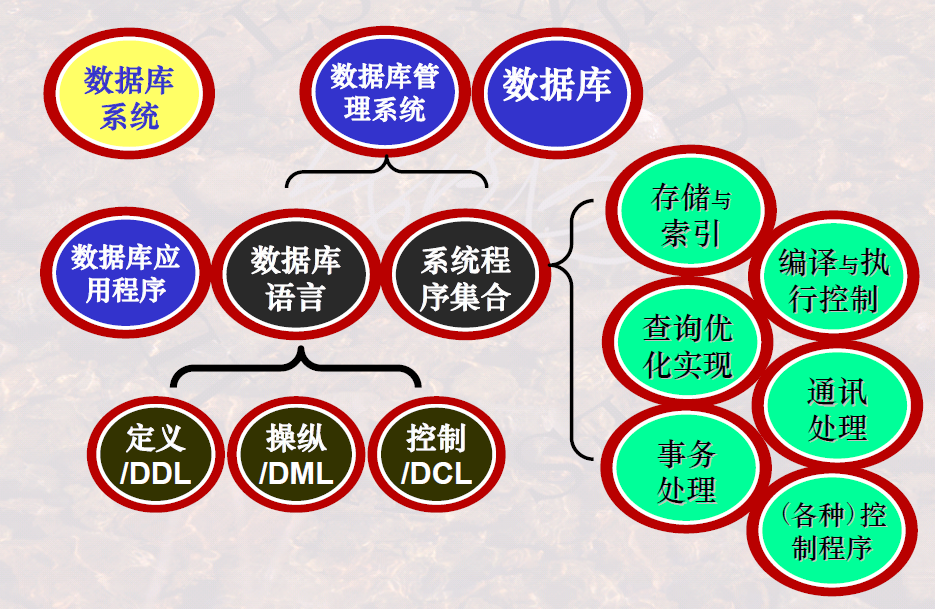 数据库
系统
数据库管
理系统
数据库
数据库应
用程序
数据库
语言
系统程
序集合
定义
/DDL
操纵
/DML
控制
/DCL
存储与
索引
编译与执
行控制
查询优
化实现
通讯
处理
事务
处理
（各种）控
制程序